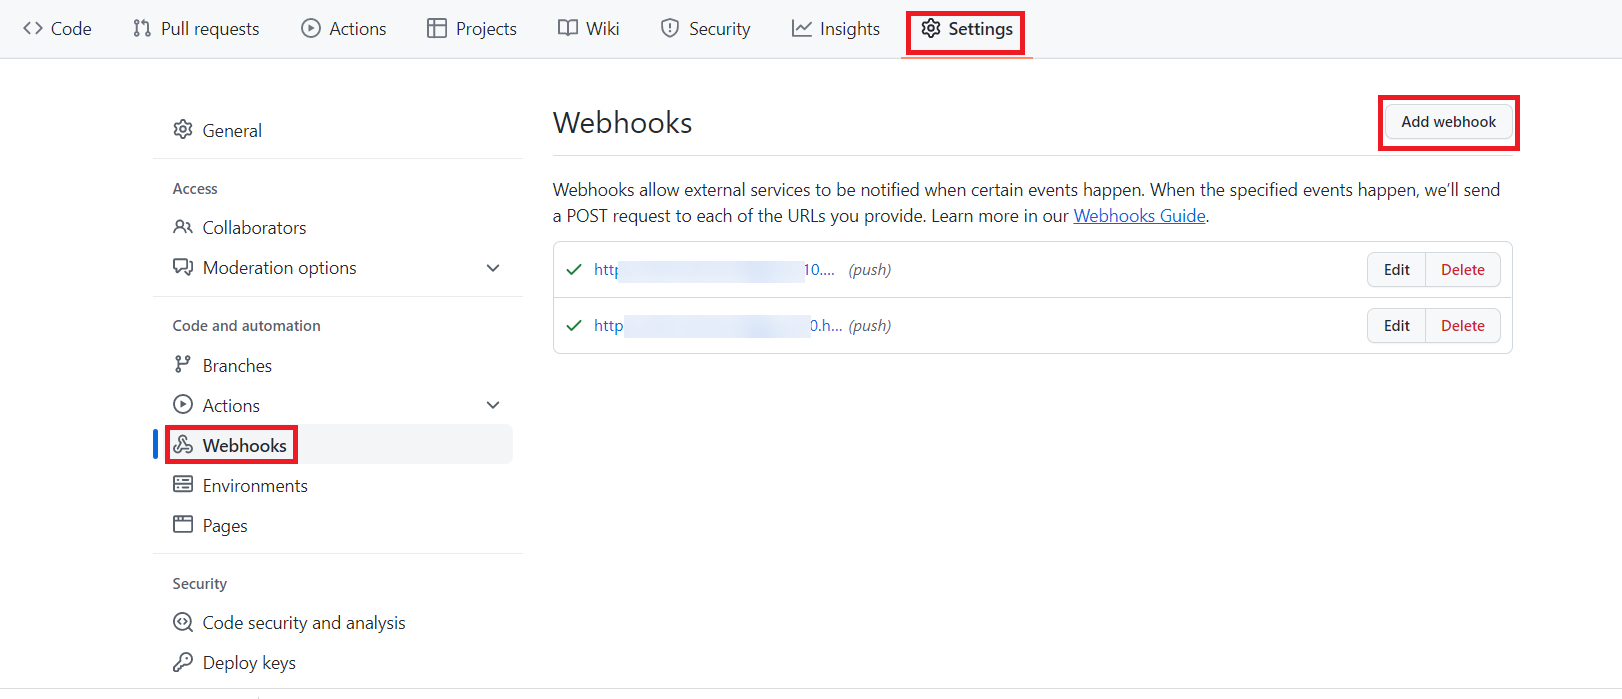 Code Pull requests Actions Projects Wiki Security Insights Settings
General
Access
Collaborators
Moderation options
Code and automation
Branches
Actions
Webhooks
Environments
Pages
Security
Code security and analysis
Deploy keys
Webhooks
Add webhook
Webhooks allow external services to be notified when certain events happen. When the specified events happen, we’ll send
a POST request to each of the URLs you provide. Learn more in our Webhooks Guide.
http 10.... (push) Edit Delete
http 0.h... (push) Edit Delete